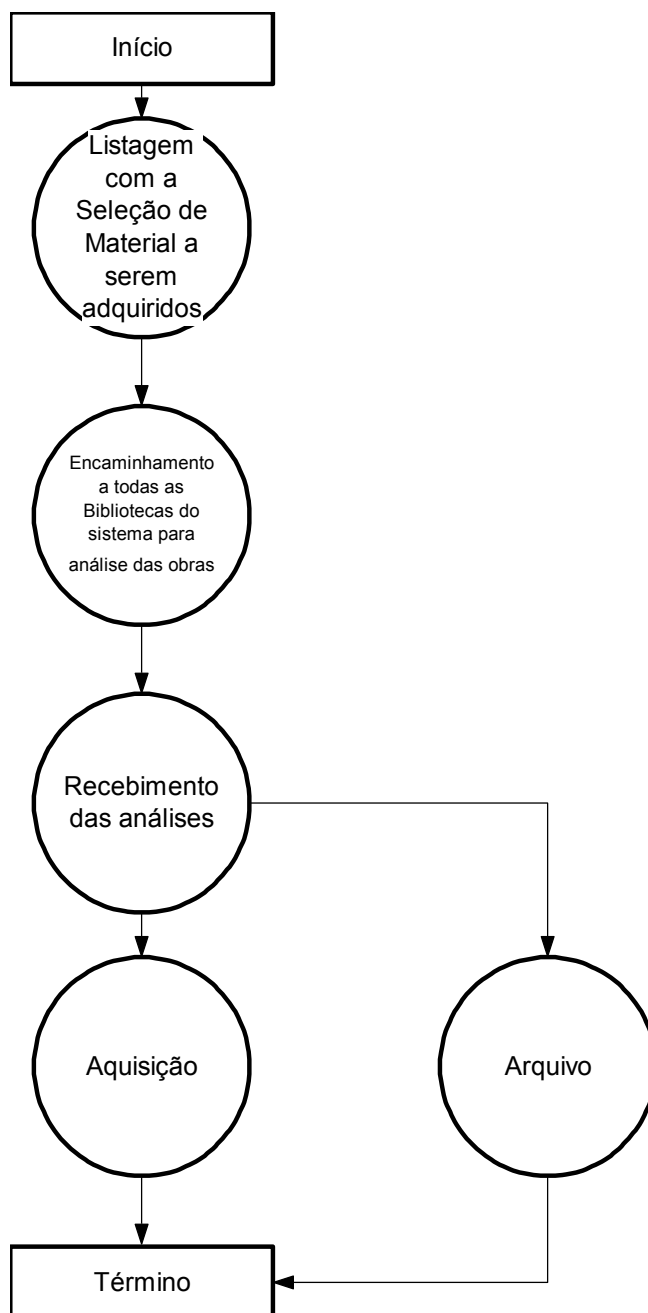 Início
Listagem
com a
Seleção de
Material a
serem
adquiridos
Encaminhamento
a todas as
Bibliotecas do
sistema para
análise das obras
Recebimento
das análises
Aquisição
Arquivo
Término